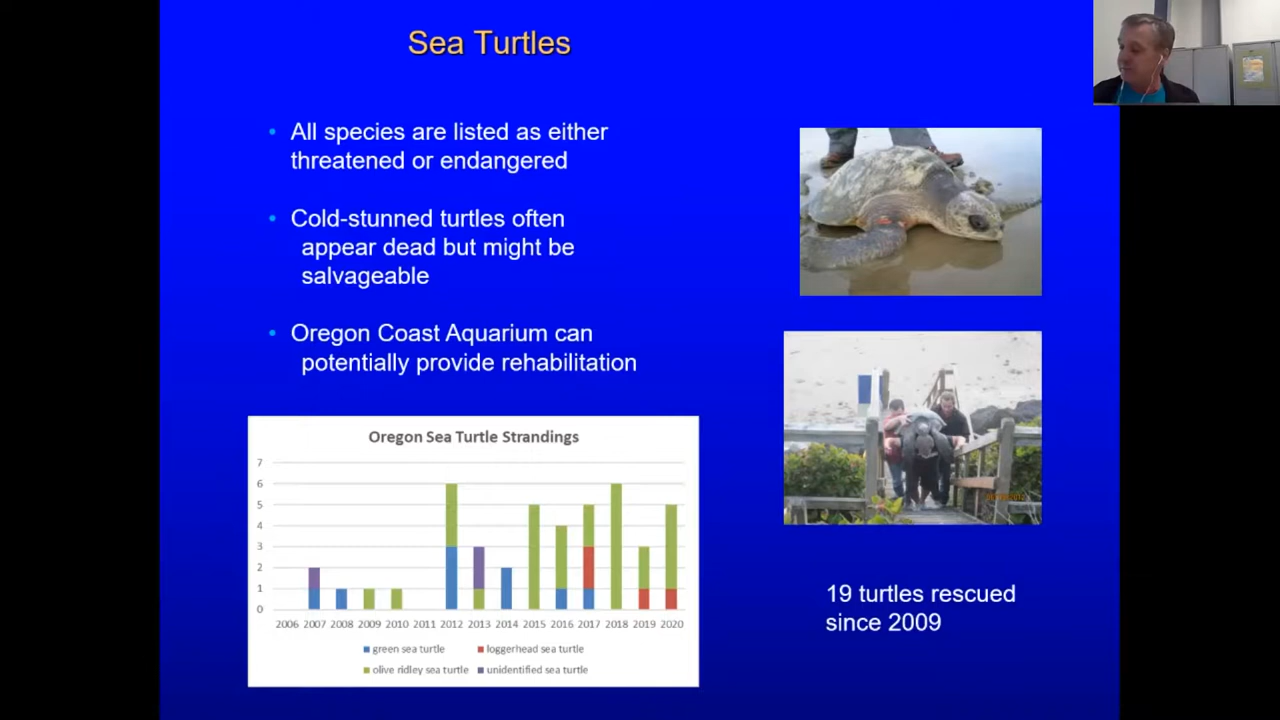 Sea Turtles
• All species are listed as either
threatened or endangered
• Cold-stunned turtles often
appear dead but might be
salvageable
• Oregon Coast Aquarium can
potentially provide rehabilitation
Oregon Sea Turtle Strandings
7
6
5
4
3
2
1
0
2006 2007 2008 2009 2010 2011 2012 2013 2014 2015 2016 2017 2018 2019 2020
green sea turtle loggerhead sea turtle
olive ridley sea turtle unidentified sea turtle
19 turtles rescued
since 2009